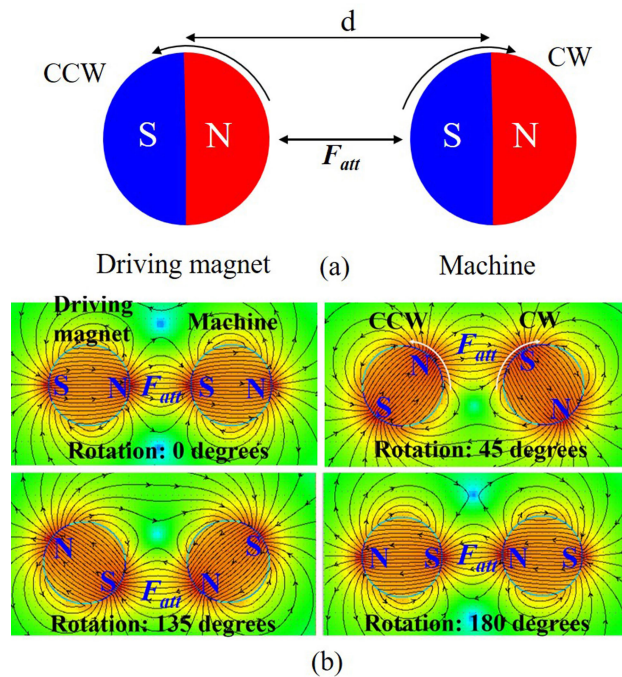 d
CCW
CW
S N
S N
F att
Driving magnet
(a)
Machine
Driving
magnet
Machine
S N F att S N
Rotation: 0 degrees
CCW
CW
N F att S
S N
Rotation: 45 degrees
N S
S F att N
Rotation: 135 degrees
N S F att N S
Rotation: 180 degrees
(b)